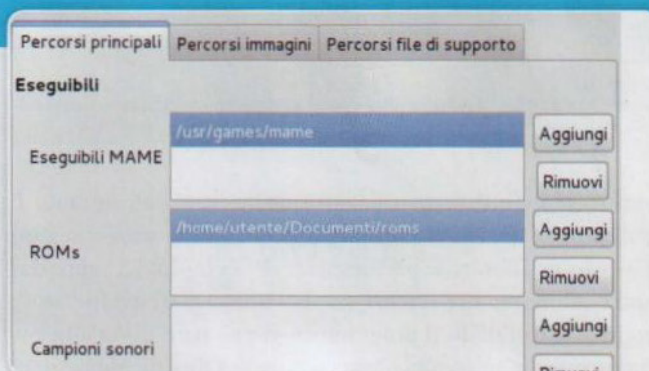 Percorsi principali Percorsi immagini Percorsi file di supporto
Eseguibili
/usr/games/mame
Aggiungi
Eseguibili MAME
Rimuovi
/home/utente/Documenti/roms
Aggiungi
ROMs
Rimuovi
Aggiungi
Campioni sonori